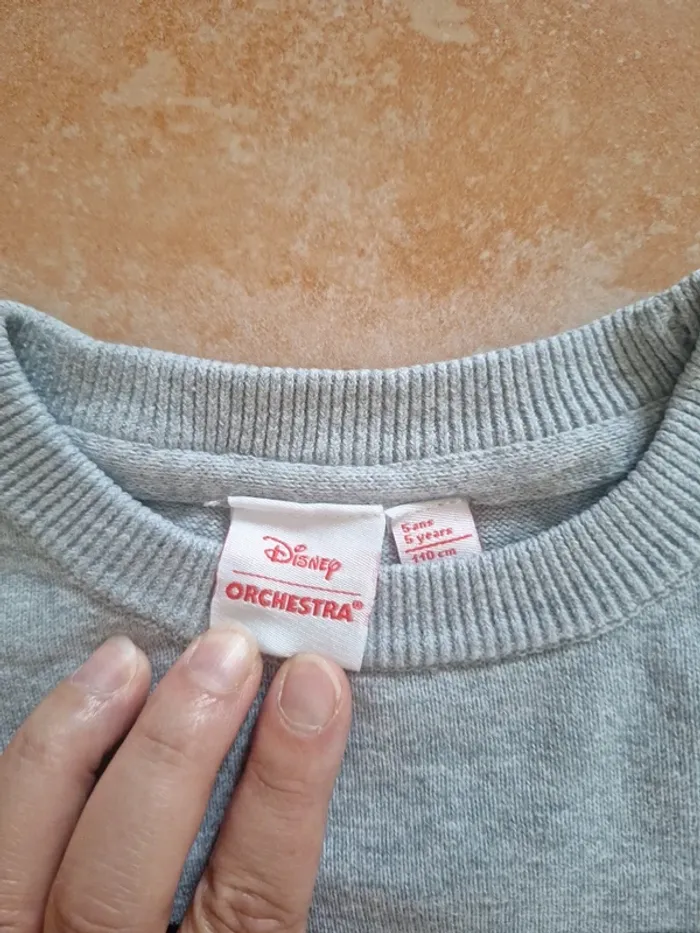 Disney
ORCHESTRA®
5 ans
5 years
110 cm